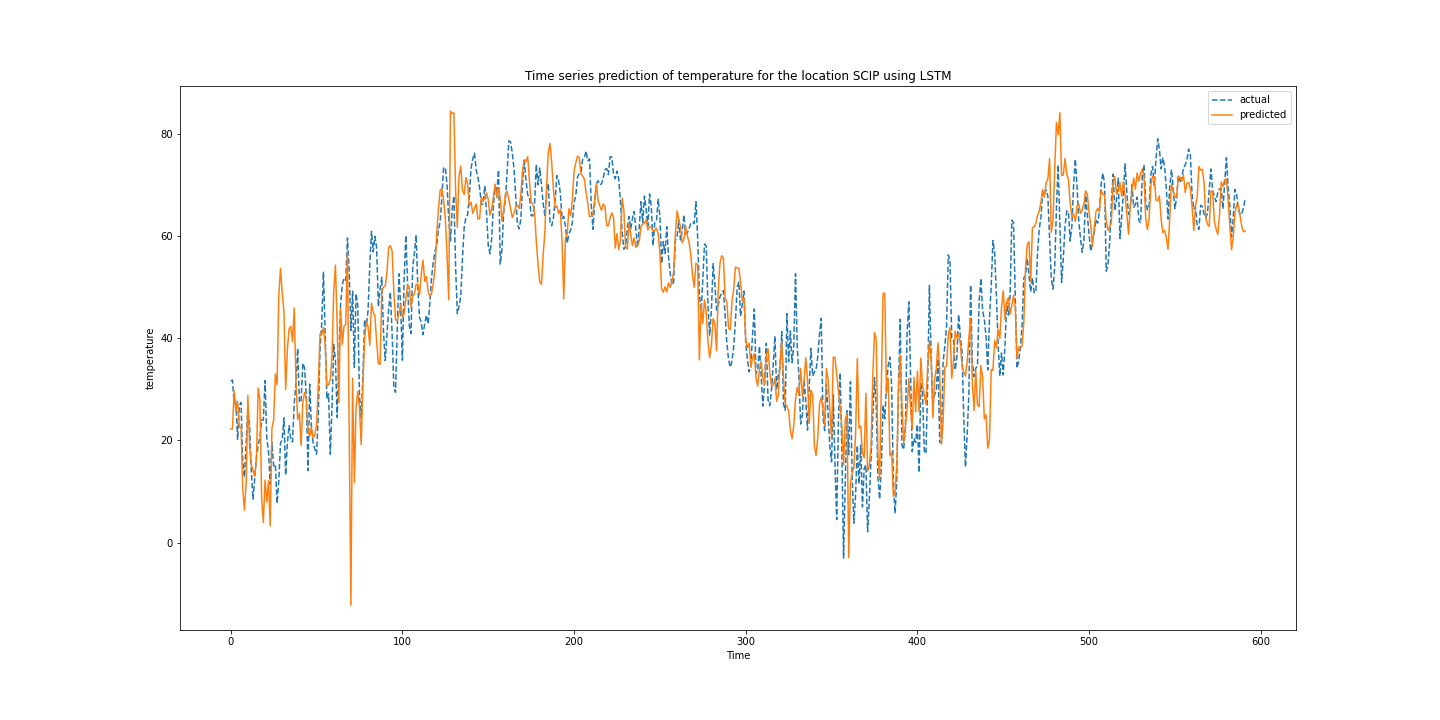 Time series prediction of temperature for the location SCIP using LSTM
actual
predicted
80
60
40
20
0
temperature
0 100 200 300 400 500 600
Time